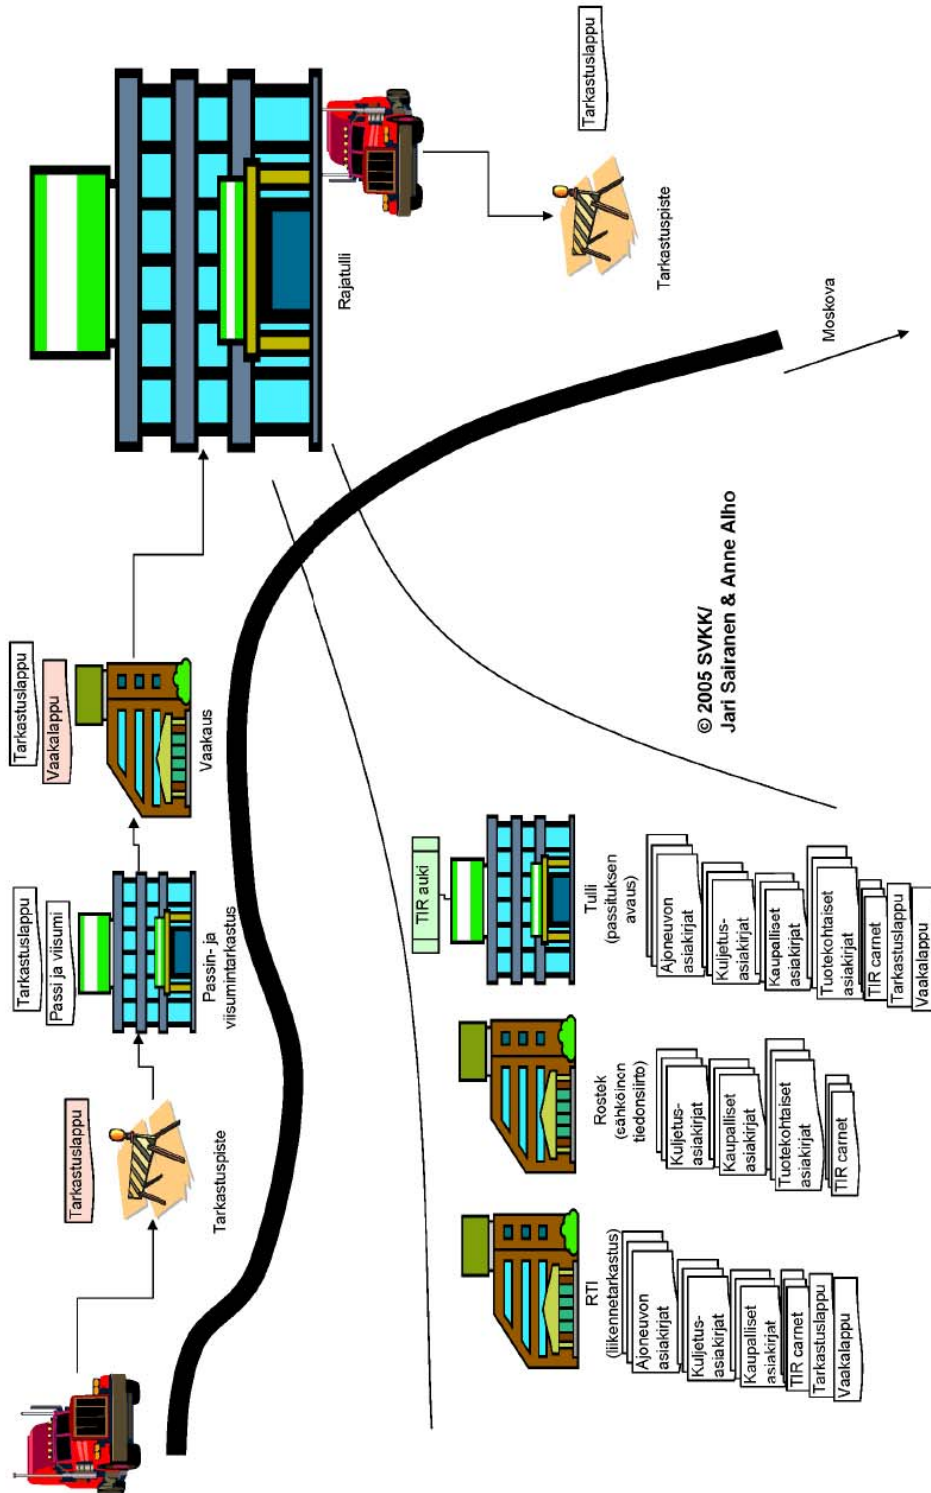 Tarkastuslappu
Tarkastuspiste
Tarkastuslappu
Passi ja viisumi
Passin- ja
viisumintarkastus
Tarkastuslappu
Vaakalappu
Vaakaus
Rajatulli
Tarkastuslappu
Tarkastuspiste
Moskova
RTI
(liikennetarkastus)
Ajoneuvon
asiakirjat
Kuljetus-
asiakirjat
Kaupalliset
asiakirjat
TIR carnet
Tarkastuslappu
Vaakalappu
Rostek
(sähköinen
tiedonsiirto)
Kuljetus-
asiakirjat
Kaupalliset
asiakirjat
Tuotekohtaiset
asiakirjat
TIR carnet
TIR auki
Tulli
(passituksen
avaus)
Ajoneuvon
asiakirjat
Kuljetus-
asiakirjat
Kaupalliset
asiakirjat
Tuotekohtaiset
asiakirjat
TIR carnet
Tarkastuslappu
Vaakalappu
© 2005 SVKK/
Jari Sairanen & Anne Alho